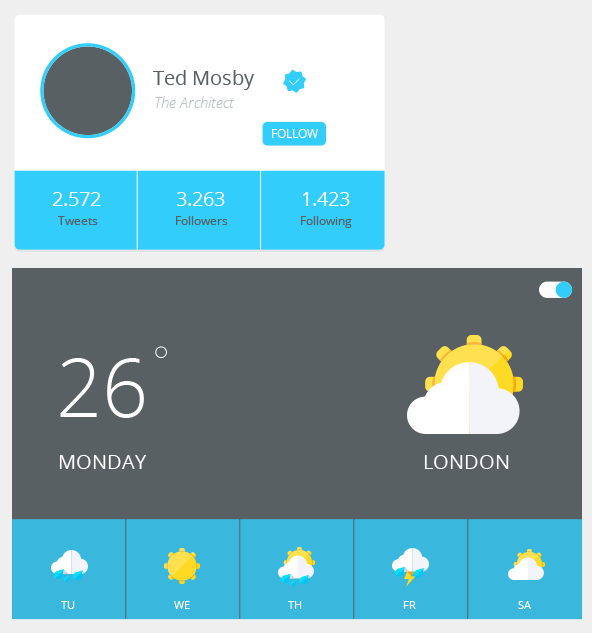 Ted Mosby
The Architect
FOLLOW
2.572 3.263 1.423
Tweets Followers Following
26°
MONDAY LONDON
TU WE TH FR SA